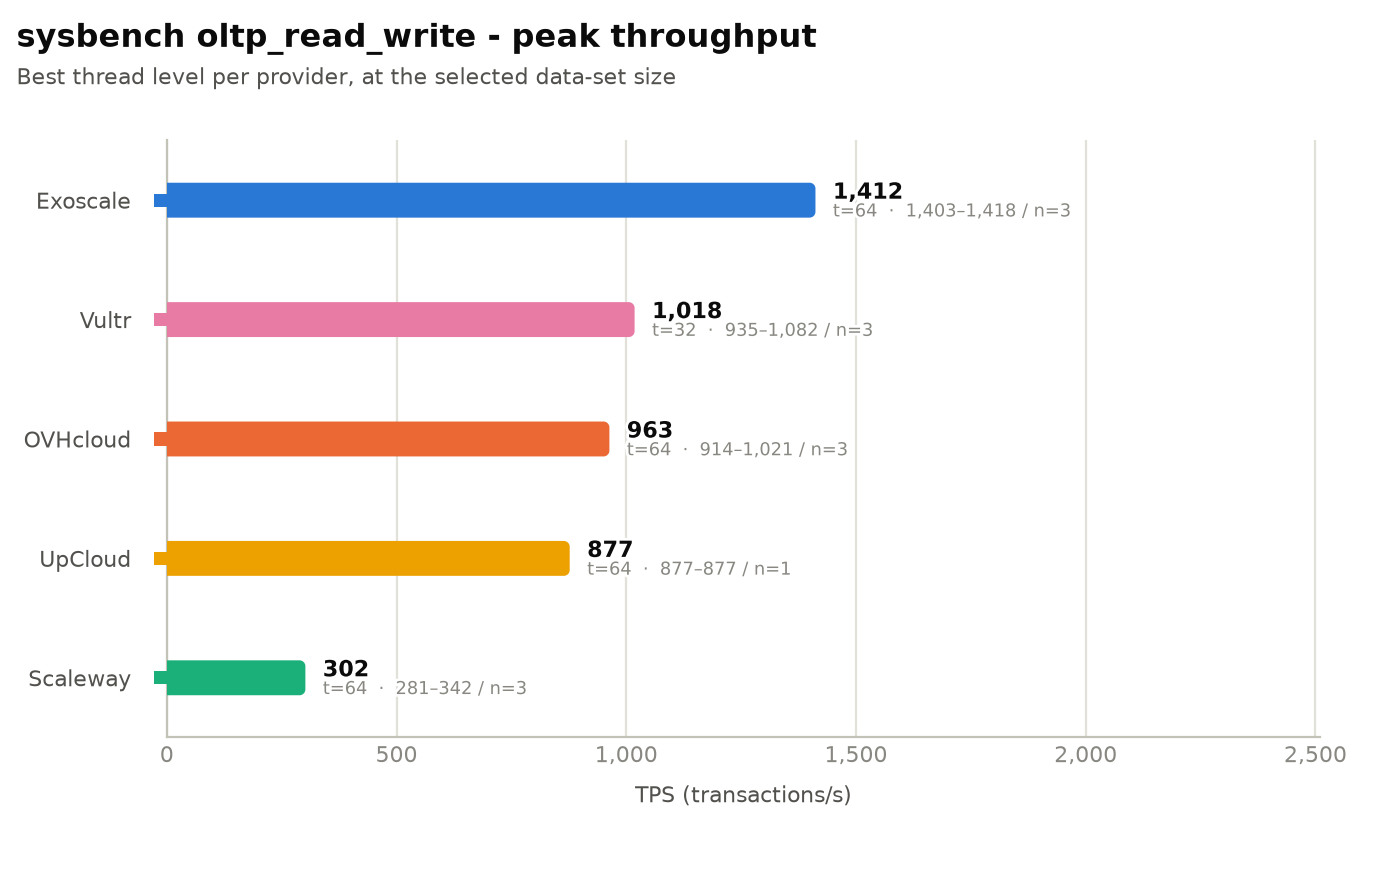 sysbench oltp_read_write - peak throughput
Best thread level per provider, at the selected data-set size
Exoscale
1,412
t=64 · 1,403–1,418 / n=3
Vultr
1,018
t=32 · 935–1,082 / n=3
OVHcloud
963
t=64 · 914–1,021 / n=3
UpCloud
877
t=64 · 877–877 / n=1
Scaleway
302
t=64 · 281–342 / n=3
0 500 1,000 1,500 2,000 2,500
TPS (transactions/s)